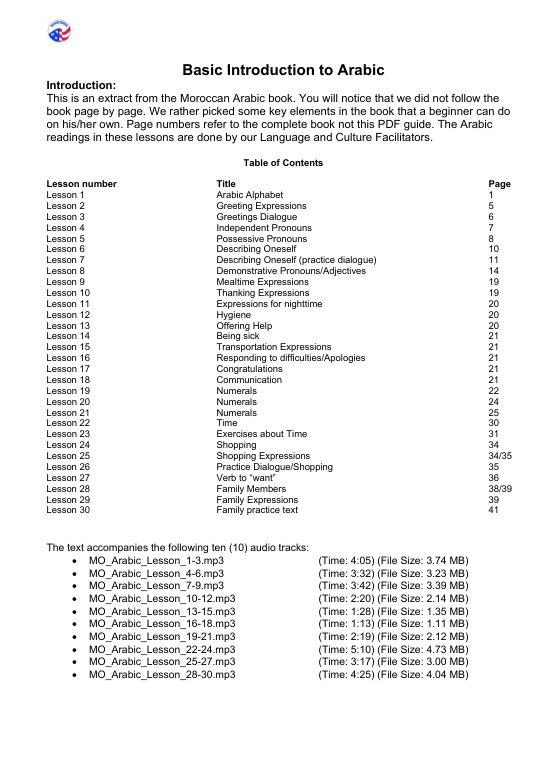 Basic Introduction to Arabic
Introduction:
This is an extract from the Moroccan Arabic book. You will notice that we did not follow the
book page by page. We rather picked some key elements in the book that a beginner can do
on his/her own. Page numbers refer to the complete book not this PDF guide. The Arabic
readings in these lessons are done by our Language and Culture Facilitators.
Table of Contents
Lesson number Title Page
Lesson 1 Arabic Alphabet 1
Lesson 2 Greeting Expressions 5
Lesson 3 Greetings Dialogue 6
Lesson 4 Independent Pronouns 7
Lesson 5 Possessive Pronouns 8
Lesson 6 Describing Oneself 10
Lesson 7 Describing Oneself (practice dialogue) 11
Lesson 8 Demonstrative Pronouns/Adjectives 14
Lesson 9 Mealtime Expressions 19
Lesson 10 Thanking Expressions 19
Lesson 11 Expressions for nighttime 20
Lesson 12 Hygiene 20
Lesson 13 Offering Help 20
Lesson 14 Being sick 21
Lesson 15 Transportation Expressions 21
Lesson 16 Responding to difficulties/Apologies 21
Lesson 17 Congratulations 21
Lesson 18 Communication 21
Lesson 19 Numerals 22
Lesson 20 Numerals 24
Lesson 21 Numerals 25
Lesson 22 Time 30
Lesson 23 Exercises about Time 31
Lesson 24 Shopping 34
Lesson 25 Shopping Expressions 34/35
Lesson 26 Practice Dialogue/Shopping 35
Lesson 27 Verb to “want” 36
Lesson 28 Family Members 38/39
Lesson 29 Family Expressions 39
Lesson 30 Family practice text 41
The text accompanies the following ten (10) audio tracks:
• MO_Arabic_Lesson_1-3.mp3 (Time: 4:05) (File Size: 3.74 MB)
• MO_Arabic_Lesson_4-6.mp3 (Time: 3:32) (File Size: 3.23 MB)
• MO_Arabic_Lesson_7-9.mp3 (Time: 3:42) (File Size: 3.39 MB)
• MO_Arabic_Lesson_10-12.mp3 (Time: 2:20) (File Size: 2.14 MB)
• MO_Arabic_Lesson_13-15.mp3 (Time: 1:28) (File Size: 1.35 MB)
• MO_Arabic_Lesson_16-18.mp3 (Time: 1:13) (File Size: 1.11 MB)
• MO_Arabic_Lesson_19-21.mp3 (Time: 2:19) (File Size: 2.12 MB)
• MO_Arabic_Lesson_22-24.mp3 (Time: 5:10) (File Size: 4.73 MB)
• MO_Arabic_Lesson_25-27.mp3 (Time: 3:17) (File Size: 3.00 MB)
• MO_Arabic_Lesson_28-30.mp3 (Time: 4:25) (File Size: 4.04 MB)